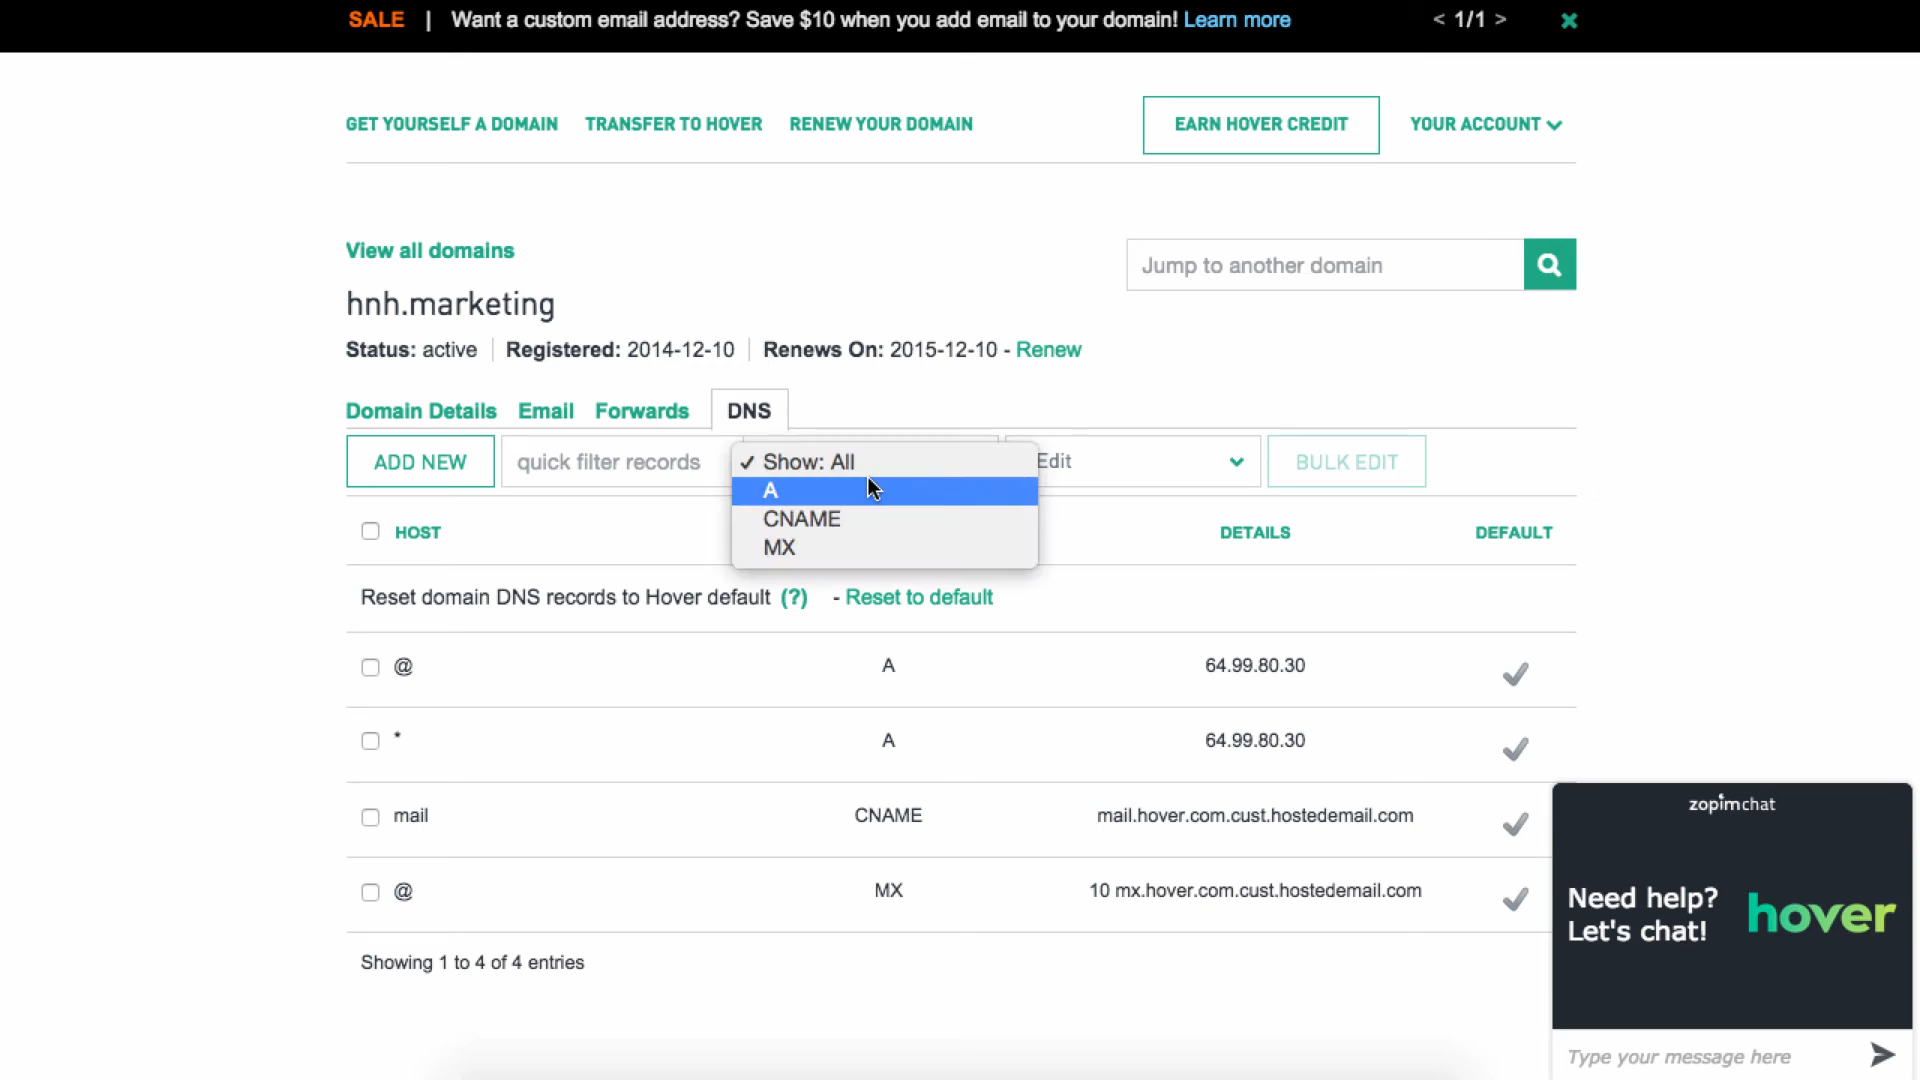 SALE | Want a custom email address? Save $10 when you add email to your domain! Learn more < 1/1 > ×
GET YOURSELF A DOMAIN TRANSFER TO HOVER RENEW YOUR DOMAIN EARN HOVER CREDIT YOUR ACCOUNT
View all domains
Jump to another domain
hnh.marketing
Status: active | Registered: 2014-12-10 | Renews On: 2015-12-10 - Renew
Domain Details Email Forwards DNS
ADD NEW quick filter records ✓ Show: All Edit BULK EDIT
A
CNAME
MX
HOST DETAILS DEFAULT
Reset domain DNS records to Hover default (?) - Reset to default
@ A 64.99.80.30
* A 64.99.80.30
mail CNAME mail.hover.com.cust.hostedemail.com
@ MX 10 mx.hover.com.cust.hostedemail.com
Showing 1 to 4 of 4 entries
zopim chat
Need help?
Let's chat!
hover
Type your message here